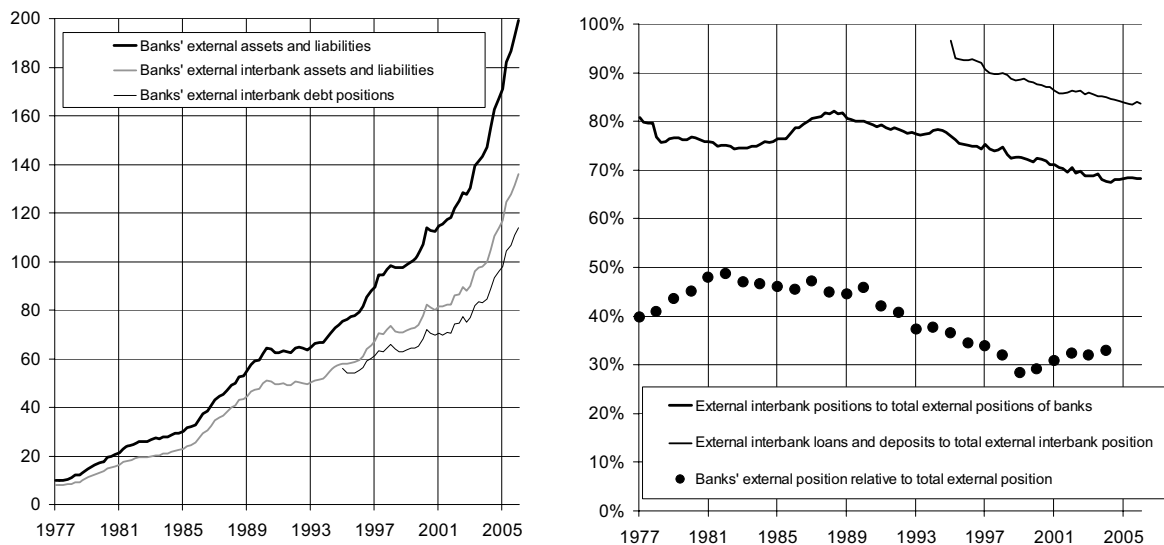 200
180
160
140
120
100
80
60
40
20
0
1977 1981 1985 1989 1993 1997 2001 2005
Banks' external assets and liabilities
Banks' external interbank assets and liabilities
Banks' external interbank debt positions
100%
90%
80%
70%
60%
50%
40%
30%
20%
10%
0%
1977 1981 1985 1989 1993 1997 2001 2005
External interbank positions to total external positions of banks
External interbank loans and deposits to total external interbank position
Banks' external position relative to total external position